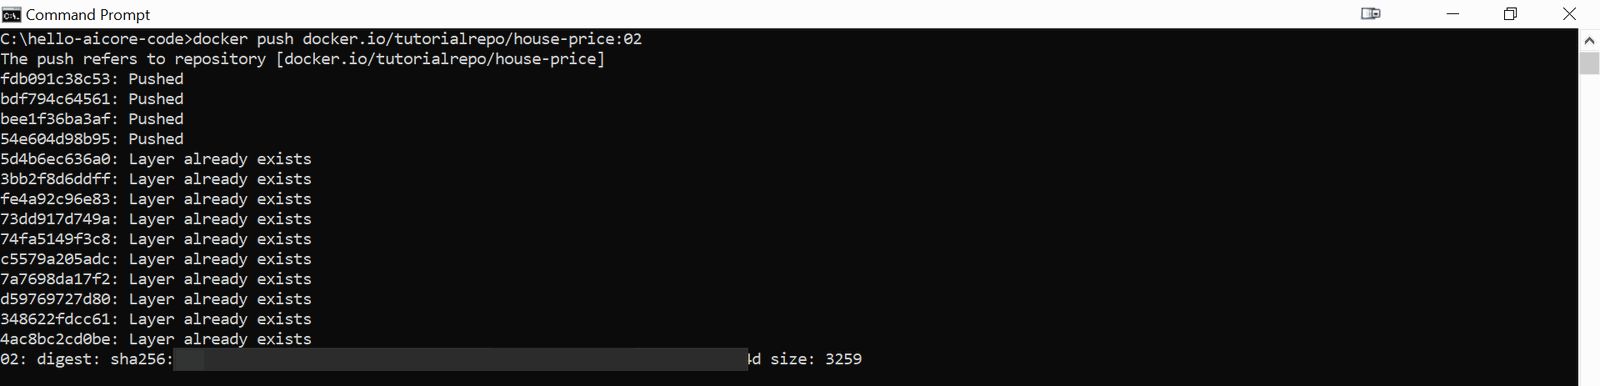 Command Prompt
C:\hello-aicore-code>docker push docker.io/tutorialrepo/house-price:02
The push refers to repository [docker.io/tutorialrepo/house-price]
fdb091c38c53: Pushed
bdf794c64561: Pushed
bee1f36ba3af: Pushed
54e604d98b95: Pushed
5d4b6ec636a0: Layer already exists
3bb2f8d6ddff: Layer already exists
fe4a92c96e83: Layer already exists
73dd917d749a: Layer already exists
74fa5149f3c8: Layer already exists
c5579a205adc: Layer already exists
7a7698da17f2: Layer already exists
d59769727d80: Layer already exists
348622fdcc61: Layer already exists
4ac8bc2cd0be: Layer already exists
02: digest: sha256: size: 3259